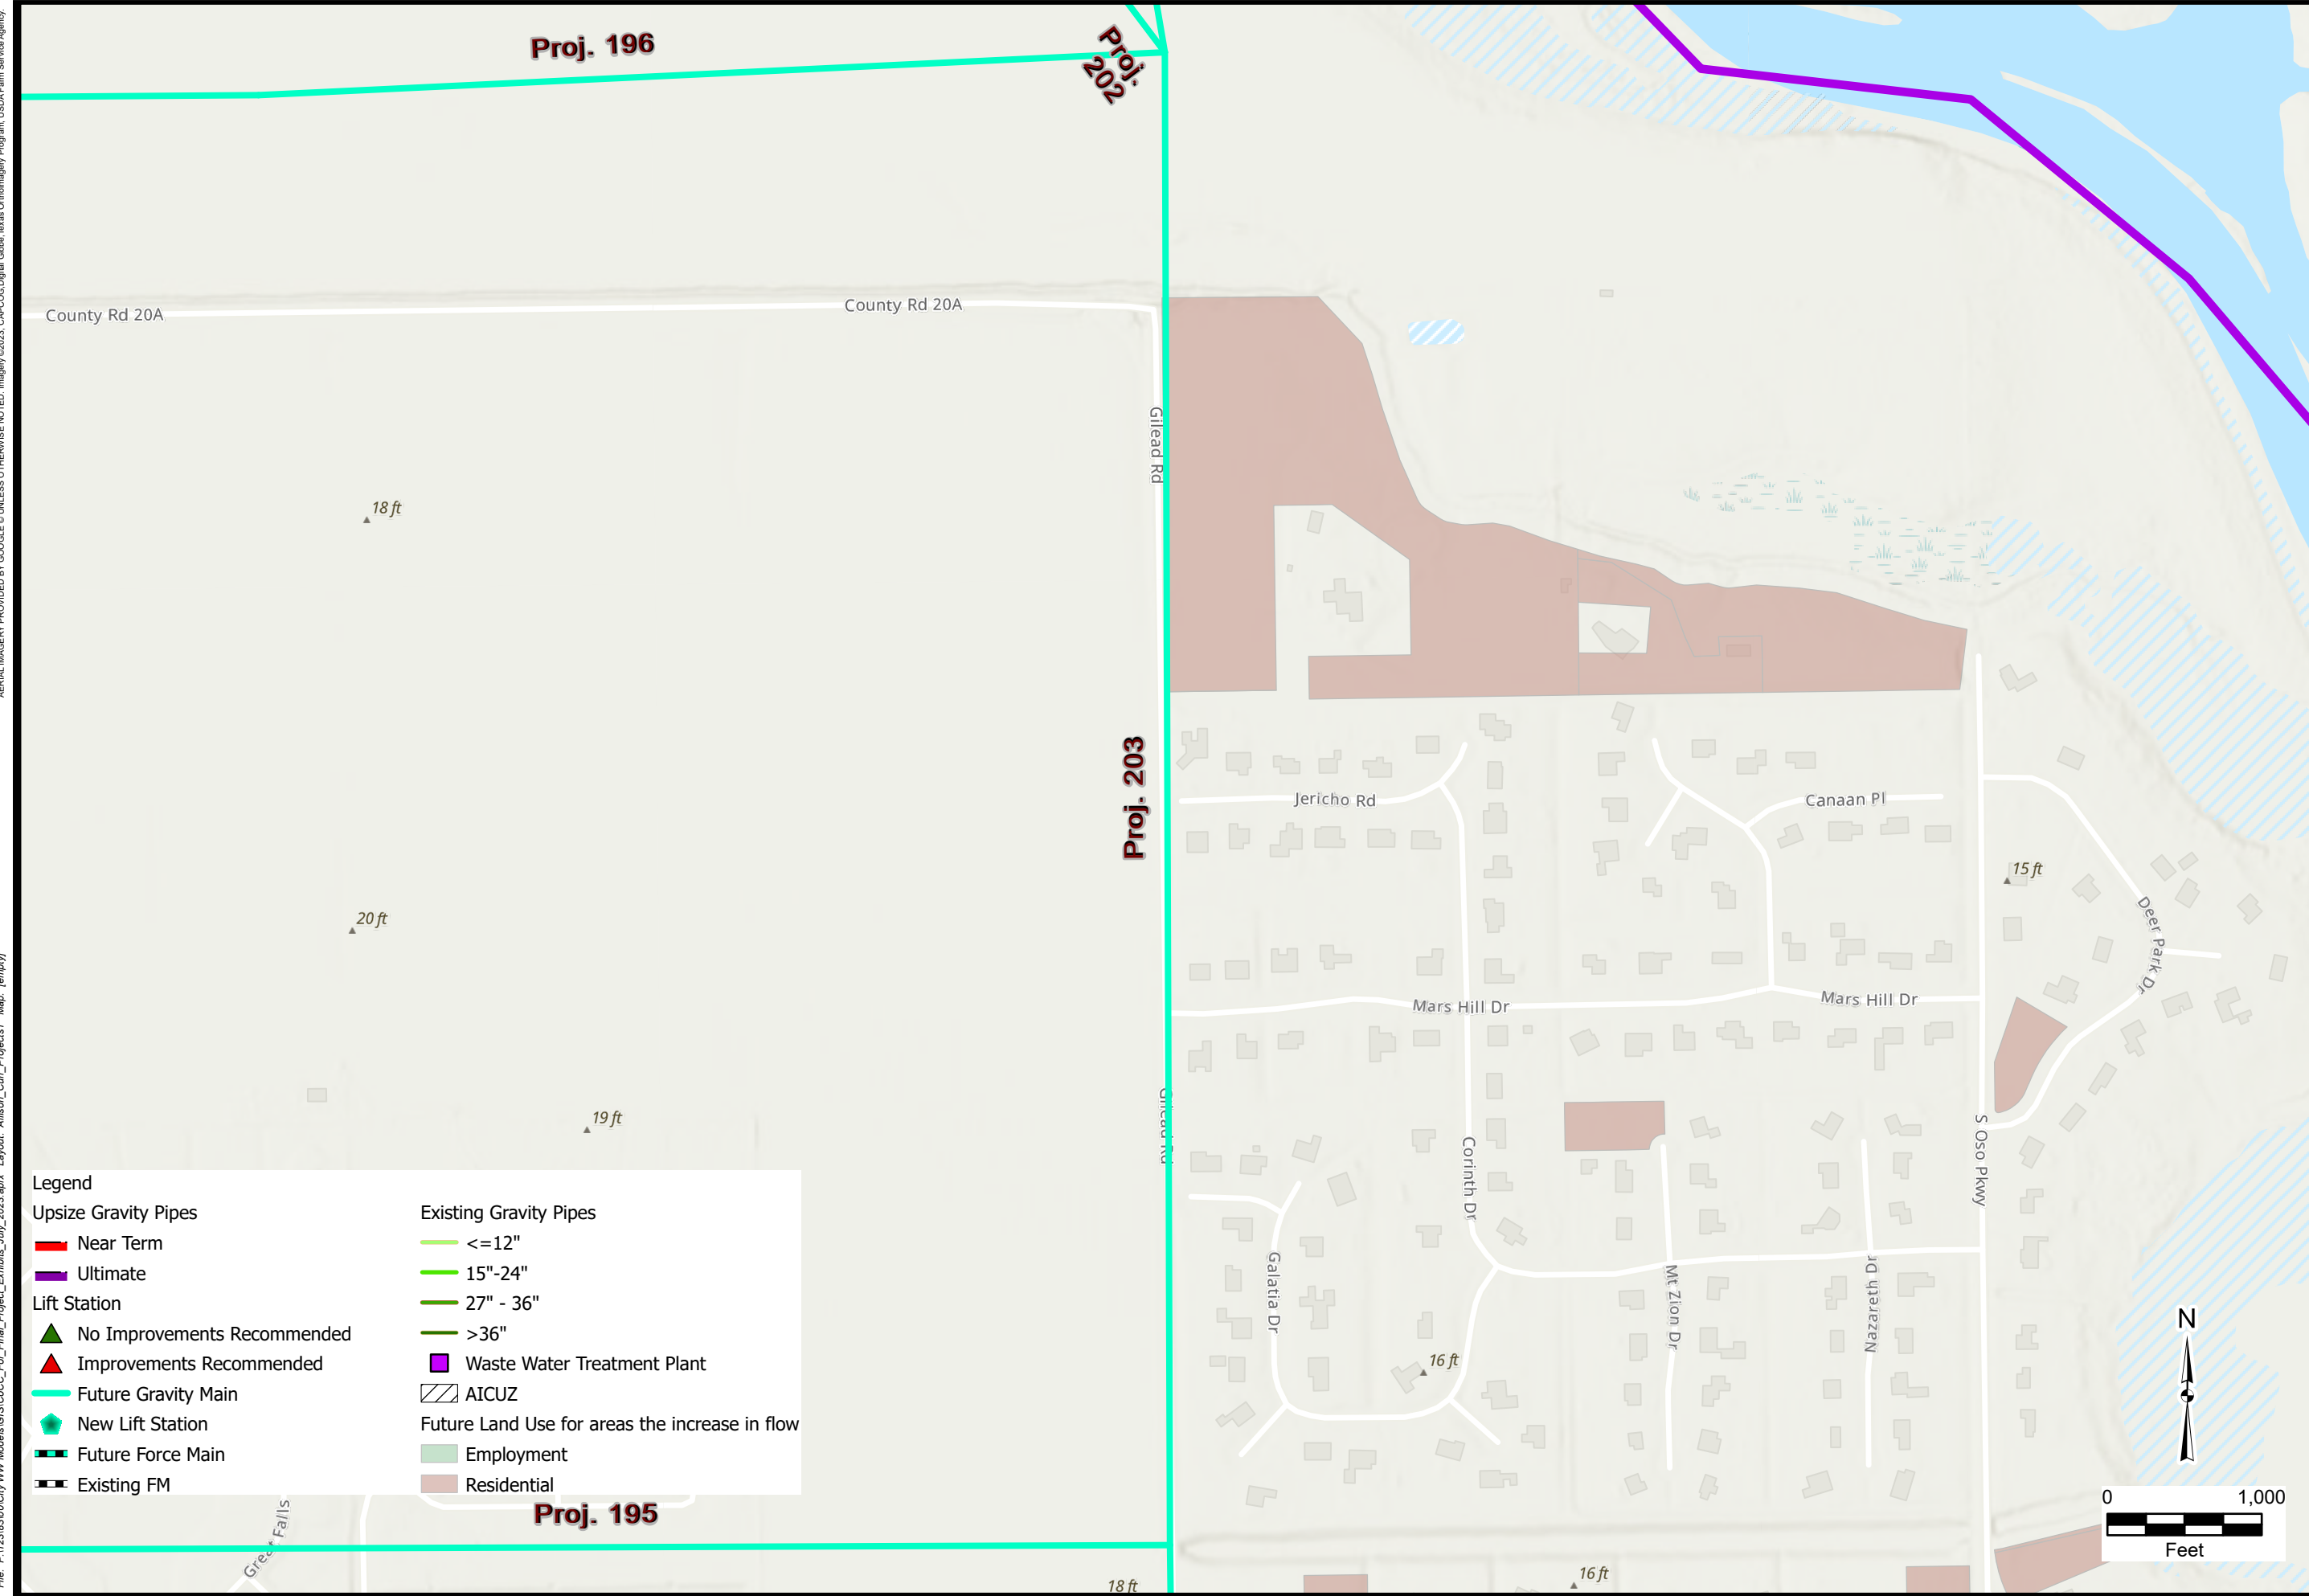 Proj. 196
Proj.
202
County Rd 20A
County Rd 20A
Gilead Rd
18 ft
Proj. 203
Jericho Rd
Canaan Pl
15 ft
20 ft
Deer Park Dr
Mars Hill Dr
Mars Hill Dr
Gilead Rd
19 ft
Corinth Dr
S Oso Pkwy
Galatia Dr
Mt Zion Dr
Nazareth Dr
16 ft
Legend
Upsize Gravity Pipes
Near Term
Ultimate
Lift Station
No Improvements Recommended
Improvements Recommended
Future Gravity Main
New Lift Station
Future Force Main
Existing FM
Existing Gravity Pipes
<=12"
15"-24"
27" - 36"
>36"
Waste Water Treatment Plant
AICUZ
Future Land Use for areas the increase in flow
Employment
Residential
N
0 1,000
Feet
Great Falls
Proj. 195
18 ft
16 ft